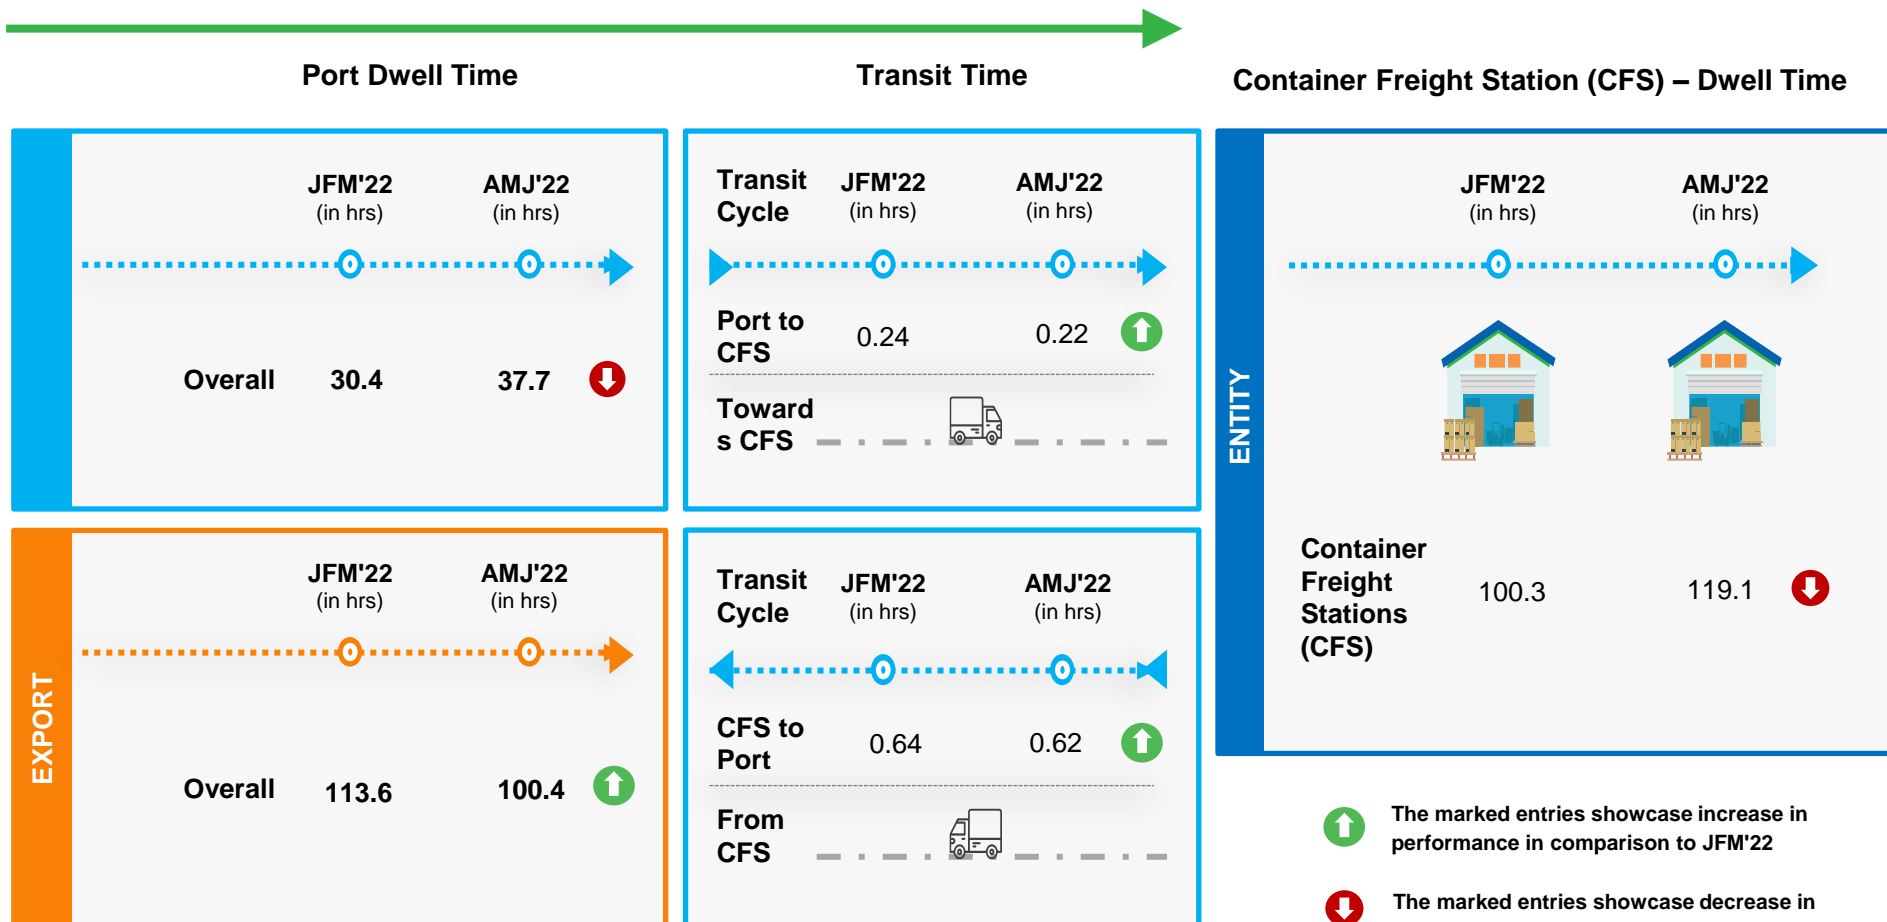 Port Dwell Time
Transit Time
Container Freight Station (CFS) – Dwell Time
JFM'22
(in hrs)
AMJ'22
(in hrs)
Overall 30.4 37.7
Transit
Cycle
JFM'22
(in hrs)
AMJ'22
(in hrs)
Port to
CFS
0.24 0.22
Toward
s CFS
ENTITY
JFM'22
(in hrs)
AMJ'22
(in hrs)
Container
Freight
Stations
(CFS)
100.3 119.1
EXPORT
JFM'22
(in hrs)
AMJ'22
(in hrs)
Overall 113.6 100.4
Transit
Cycle
JFM'22
(in hrs)
AMJ'22
(in hrs)
CFS to
Port
0.64 0.62
From
CFS
The marked entries showcase increase in
performance in comparison to JFM'22
The marked entries showcase decrease in